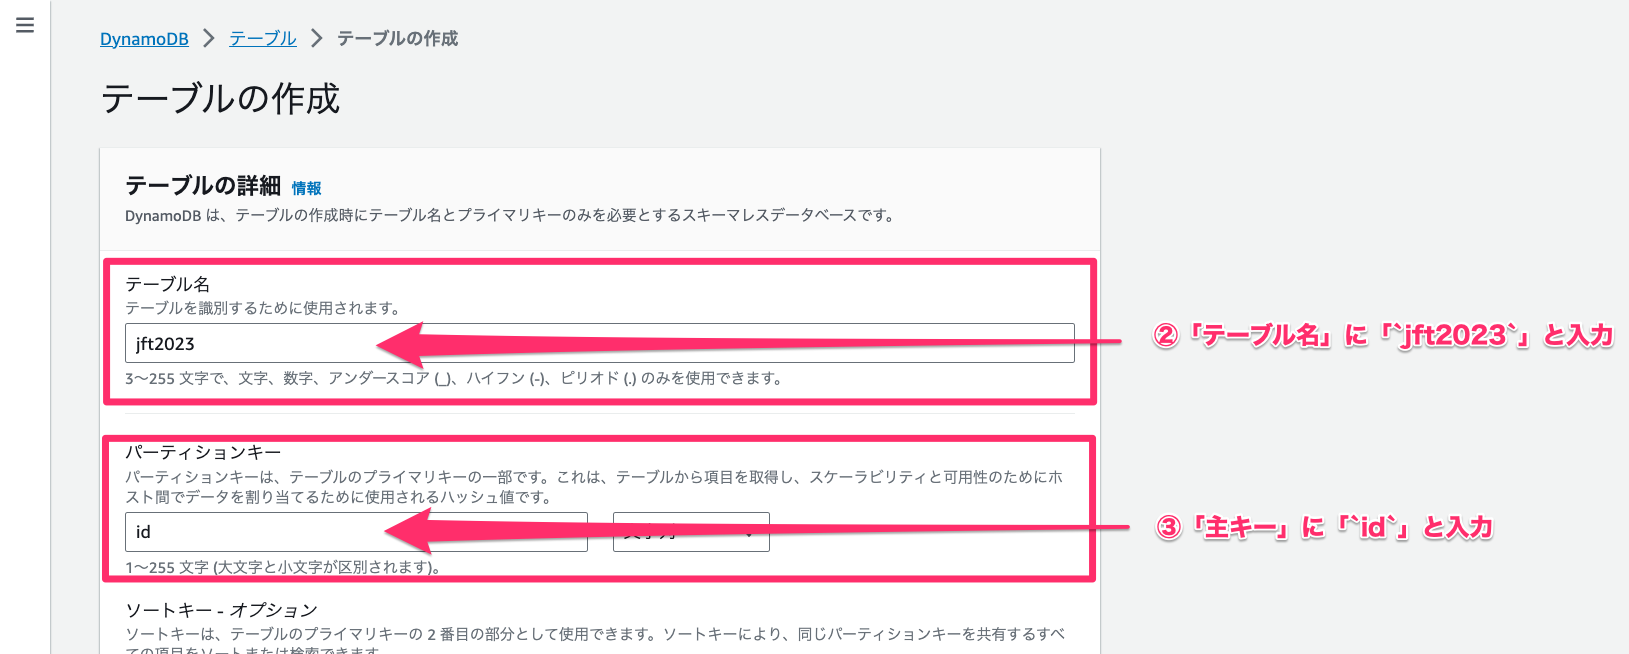 DynamoDB > テーブル > テーブルの作成
テーブルの作成
テーブルの詳細 情報
DynamoDB は、テーブルの作成時にテーブル名とプライマリキーのみを必要とするスキーマレスデータベースです。
テーブル名
テーブルを識別するために使用されます。
jft2023
②「テーブル名」に「`jft2023`」と入力
3〜255 文字で、文字、数字、アンダースコア (_)、ハイフン (-)、ピリオド (.) のみを使用できます。
パーティションキー
パーティションキーは、テーブルのプライマリキーの一部です。これは、テーブルから項目を取得し、スケーラビリティと可用性のためにホ
スト間でデータを割り当てるために使用されるハッシュ値です。
id
③「主キー」に「`id`」と入力
1〜255 文字 (大文字と小文字が区別されます)。
ソートキー - オプション
ソートキーは、テーブルのプライマリキーの 2 番目の部分として使用できます。ソートキーにより、同じパーティションキーを共有するすべ
ての項目をソートまたは検索できます。